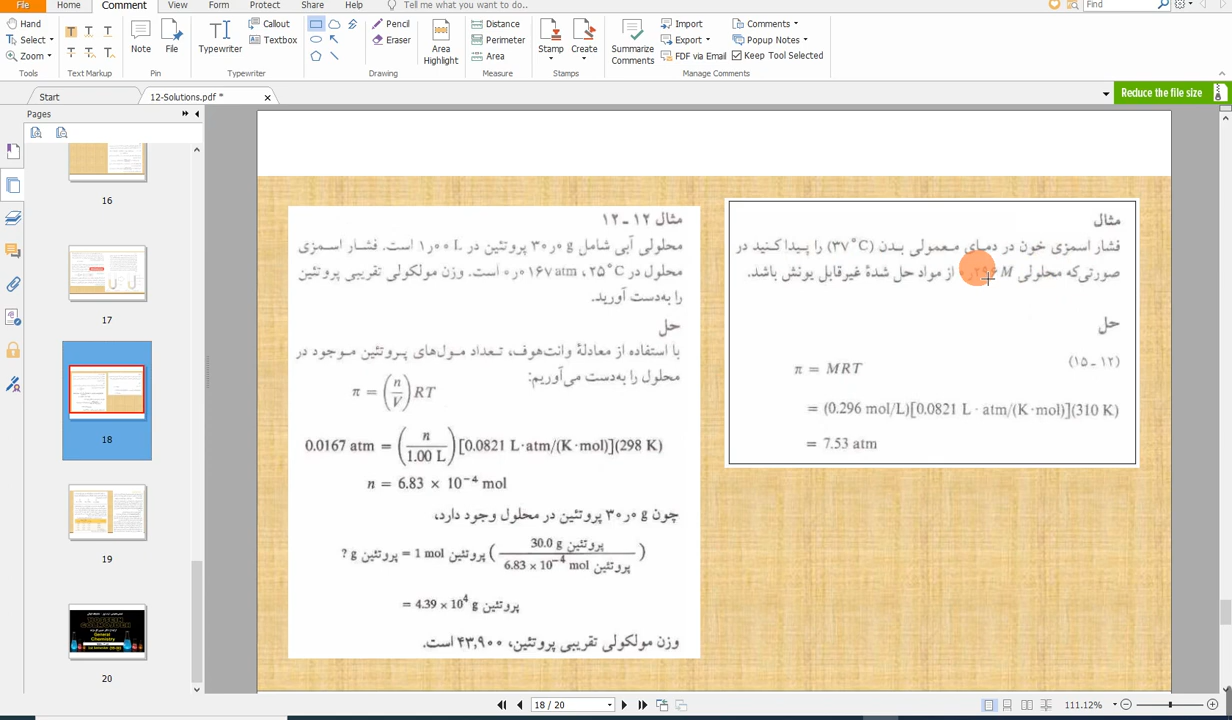 File
Home
Comment
View
Form
Protect
Share
Help
Tell me what you want to do...
Find
Hand
Select
Zoom
Tools
Text Markup
Note
File
Pin
Typewriter
Callout
Textbox
Typewriter
Pencil
Eraser
Drawing
Area Highlight
Distance
Perimeter
Area
Measure
Stamp
Create
Stamps
Summarize Comments
Import
Export
FDF via Email
Comments
Popup Notes
Keep Tool Selected
Manage Comments
Start
12-Solutions.pdf *
Reduce the file size
Pages
16
17
18
19
20
مثال
فشار اسمزی خون در دمای معمولی بدن (۳۷°C) را پیدا کنید در
صورتی‌که محلولی ۰٫۲۹۶ M از مواد حل شدهٔ غیرقابل یونش باشد.
حل
(۱۲-۱۵)
π = MRT
= (0.296 mol/L)[0.0821 L · atm/(K · mol)](310 K)
= 7.53 atm
مثال ۱۲-۱۲
محلولی آبی شامل ۳۰٫۰ g پروتئین در ۱٫۰۰ L است. فشار اسمزی
محلول در ۲۵°C، ۰٫۰۱۶۷ atm است. وزن مولکولی تقریبی پروتئین
را به‌دست آورید.
حل
با استفاده از معادلهٔ وانت‌هوف، تعداد مول‌های پروتئین موجود در
محلول را به‌دست می‌آوریم:
π = (n/V) RT
0.0167 atm = (n/1.00 L) [0.0821 L·atm/(K·mol)](298 K)
n = 6.83 × 10⁻⁴ mol
چون ۳۰٫۰ g پروتئین در محلول وجود دارد،
? g پروتئین = 1 mol پروتئین (30.0 g پروتئین / 6.83 × 10⁻⁴ mol پروتئین)
= 4.39 × 10⁴ g پروتئین
وزن مولکولی تقریبی پروتئین، ۴۳,۹۰۰ است.
18 / 20
111.12%